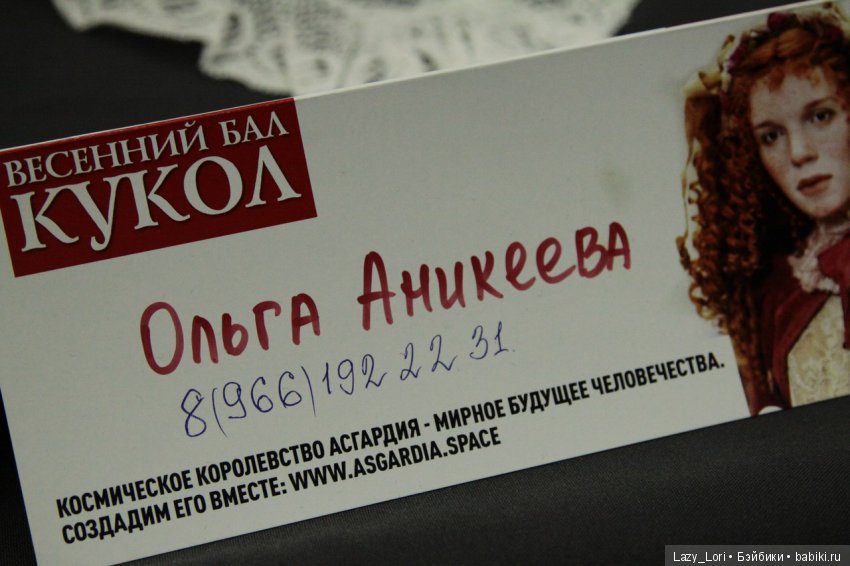 ВЕСЕННИЙ БАЛ
КУКОЛ
Ольга Аникеева
8(966)192 22 31.
КОСМИЧЕСКОЕ КОРОЛЕВСТВО АСГАРДИЯ - МИРНОЕ БУДУЩЕЕ ЧЕЛОВЕЧЕСТВА.
СОЗДАДИМ ЕГО ВМЕСТЕ: WWW.ASGARDIA.SPACE
Lazy_Lori • Бэйбики • babiki.ru